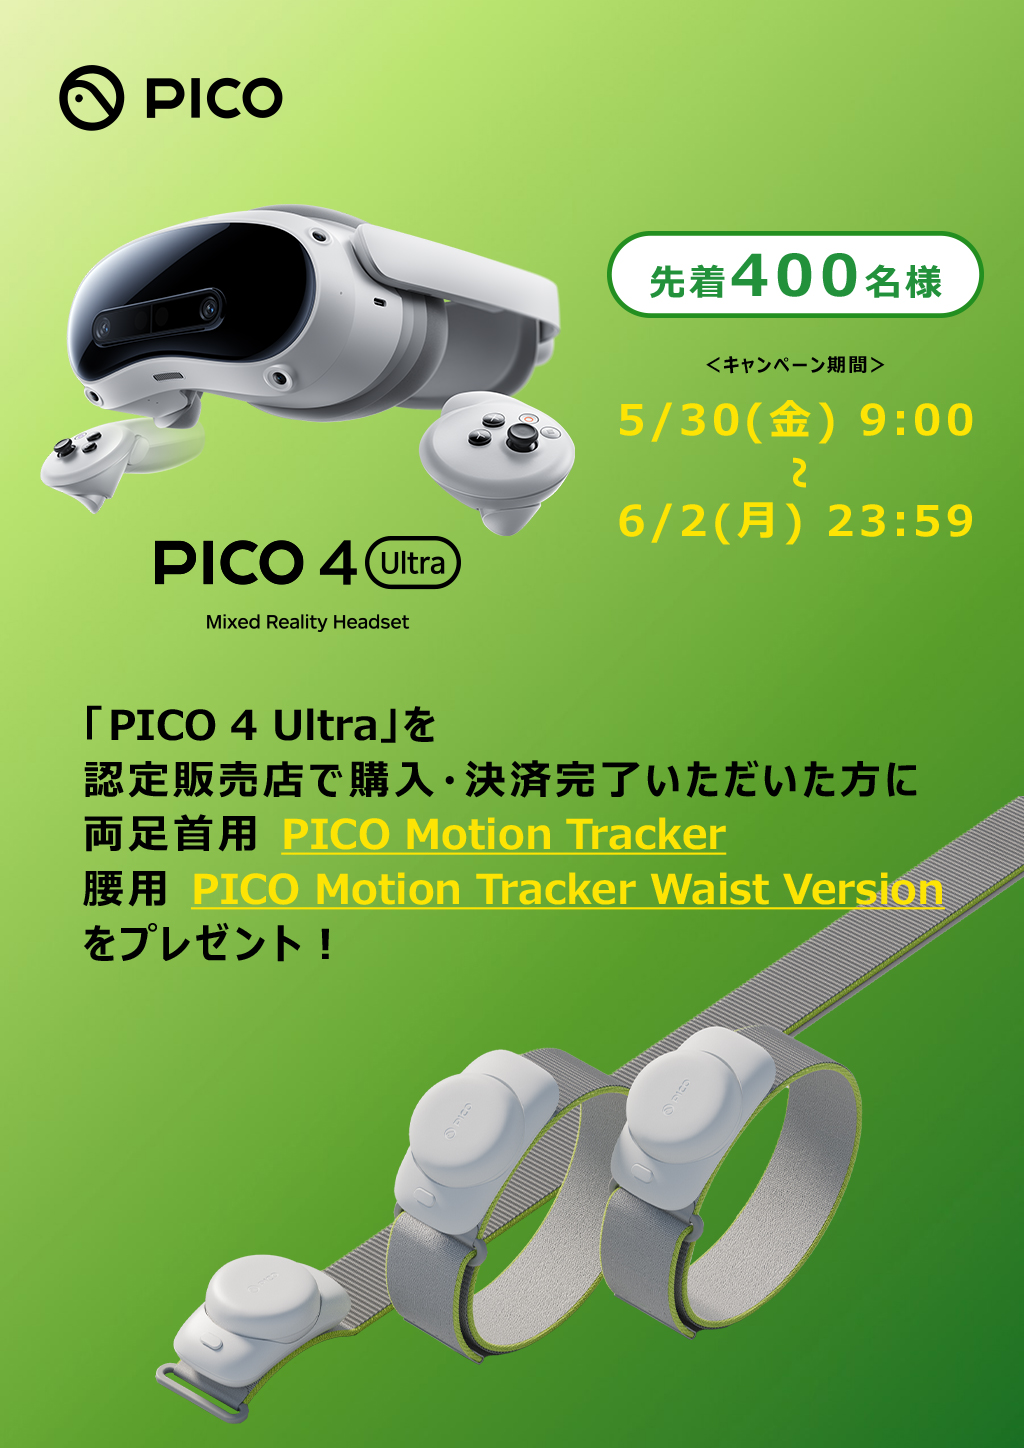 PICO
先着400名様
＜キャンペーン期間＞
5/30(金) 9:00
~
6/2(月) 23:59
PICO 4 Ultra
Mixed Reality Headset
「PICO 4 Ultra」を
認定販売店で購入・決済完了いただいた方に
両足首用 PICO Motion Tracker
腰用 PICO Motion Tracker Waist Version
をプレゼント！
PICO
PICO
PICO